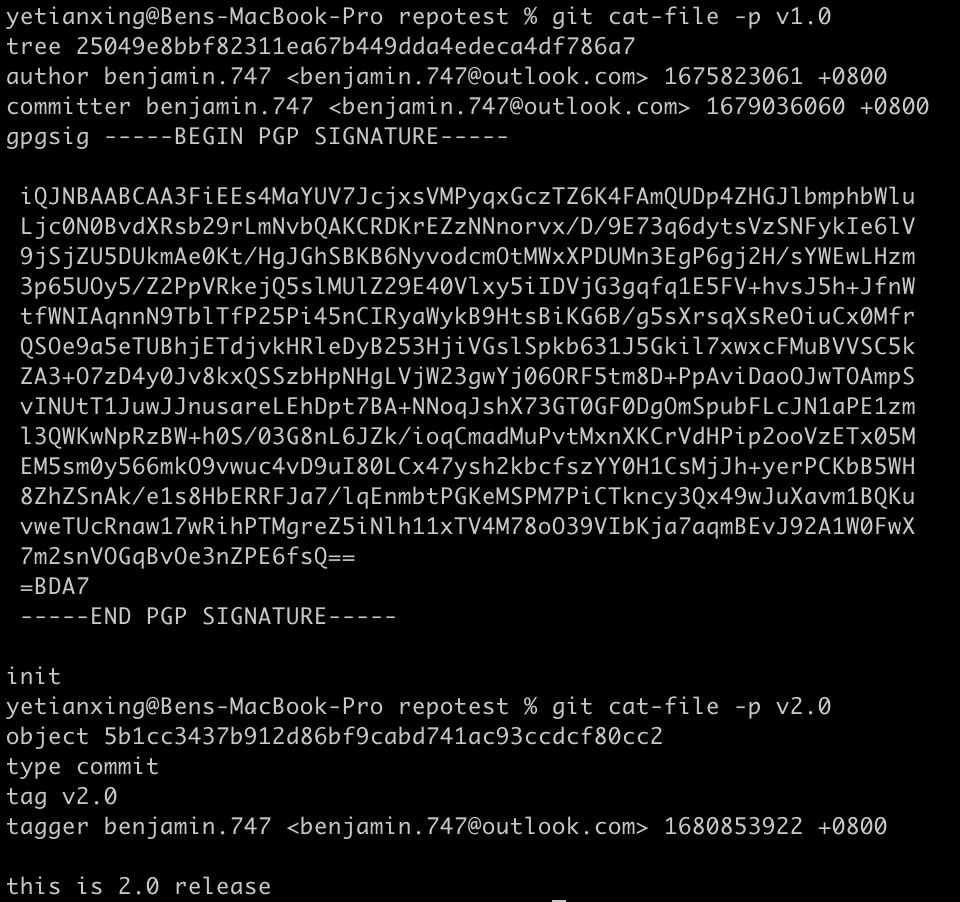 yetianxing@Bens-MacBook-Pro repotest % git cat-file -p v1.0
tree 25049e8bbf82311ea67b449dda4edeca4df786a7
author benjamin.747 <benjamin.747@outlook.com> 1675823061 +0800
committer benjamin.747 <benjamin.747@outlook.com> 1679036060 +0800
gpgsig -----BEGIN PGP SIGNATURE-----
iQJNBAABCAA3FiEEs4MaYUV7JcjxsVMPyqxGczTZ6K4FAmQUDp4ZHGJlbmphbWlu
Ljc0N0BvdXRsb29rLmNvbQAKCRDKrEZzNNnorvx/D/9E73q6dytsVzSNFykIe6lV
9jSjZU5DUkmAe0Kt/HgJGhSBKB6NyvodcmOtMWxXPDUMn3EgP6gj2H/sYWEwLHzm
3p65UOy5/Z2PpVRkejQ5slMUlZ29E40Vlxy5iIDVjG3gqfq1E5FV+hvsJ5h+JfnW
tfWNIAqnnN9TblTfP25Pi45nCIRyaWykB9HtsBiKG6B/g5sXrsqXsReOiuCx0Mfr
QSOe9a5eTUBhjETdjvkHRleDyB253HjiVGslSpkb631J5Gkil7xwxcFMuBVVSC5k
ZA3+O7zD4y0Jv8kxQSSzbHpNHgLVjW23gwYj06ORF5tm8D+PpAviDaoOJwTOAmpS
vINUtT1JuwJJnusareLEhDpt7BA+NNoqJshX73GT0GF0DgOmSpubFLcJN1aPE1zm
l3QWKwNpRzBW+h0S/03G8nL6JZk/ioqCmadMuPvtMxnXKCrVdHPip2ooVzETx05M
EM5sm0y566mkO9vwuc4vD9uI80LCx47ysh2kbcfszYY0H1CsMjJh+yerPCKbB5WH
8ZhZSnAk/e1s8HbERRFJa7/lqEnmbtPGKeMSPM7PiCTkncy3Qx49wJuXavm1BQKu
vweTUcRnaw17wRihPTMgreZ5iNlh11xTV4M78oO39VIbKja7aqmBEvJ92A1W0FwX
7m2snVOGqBvOe3nZPE6fsQ==
=BDA7
-----END PGP SIGNATURE-----
init
yetianxing@Bens-MacBook-Pro repotest % git cat-file -p v2.0
object 5b1cc3437b912d86bf9cabd741ac93ccdcf80cc2
type commit
tag v2.0
tagger benjamin.747 <benjamin.747@outlook.com> 1680853922 +0800
this is 2.0 release